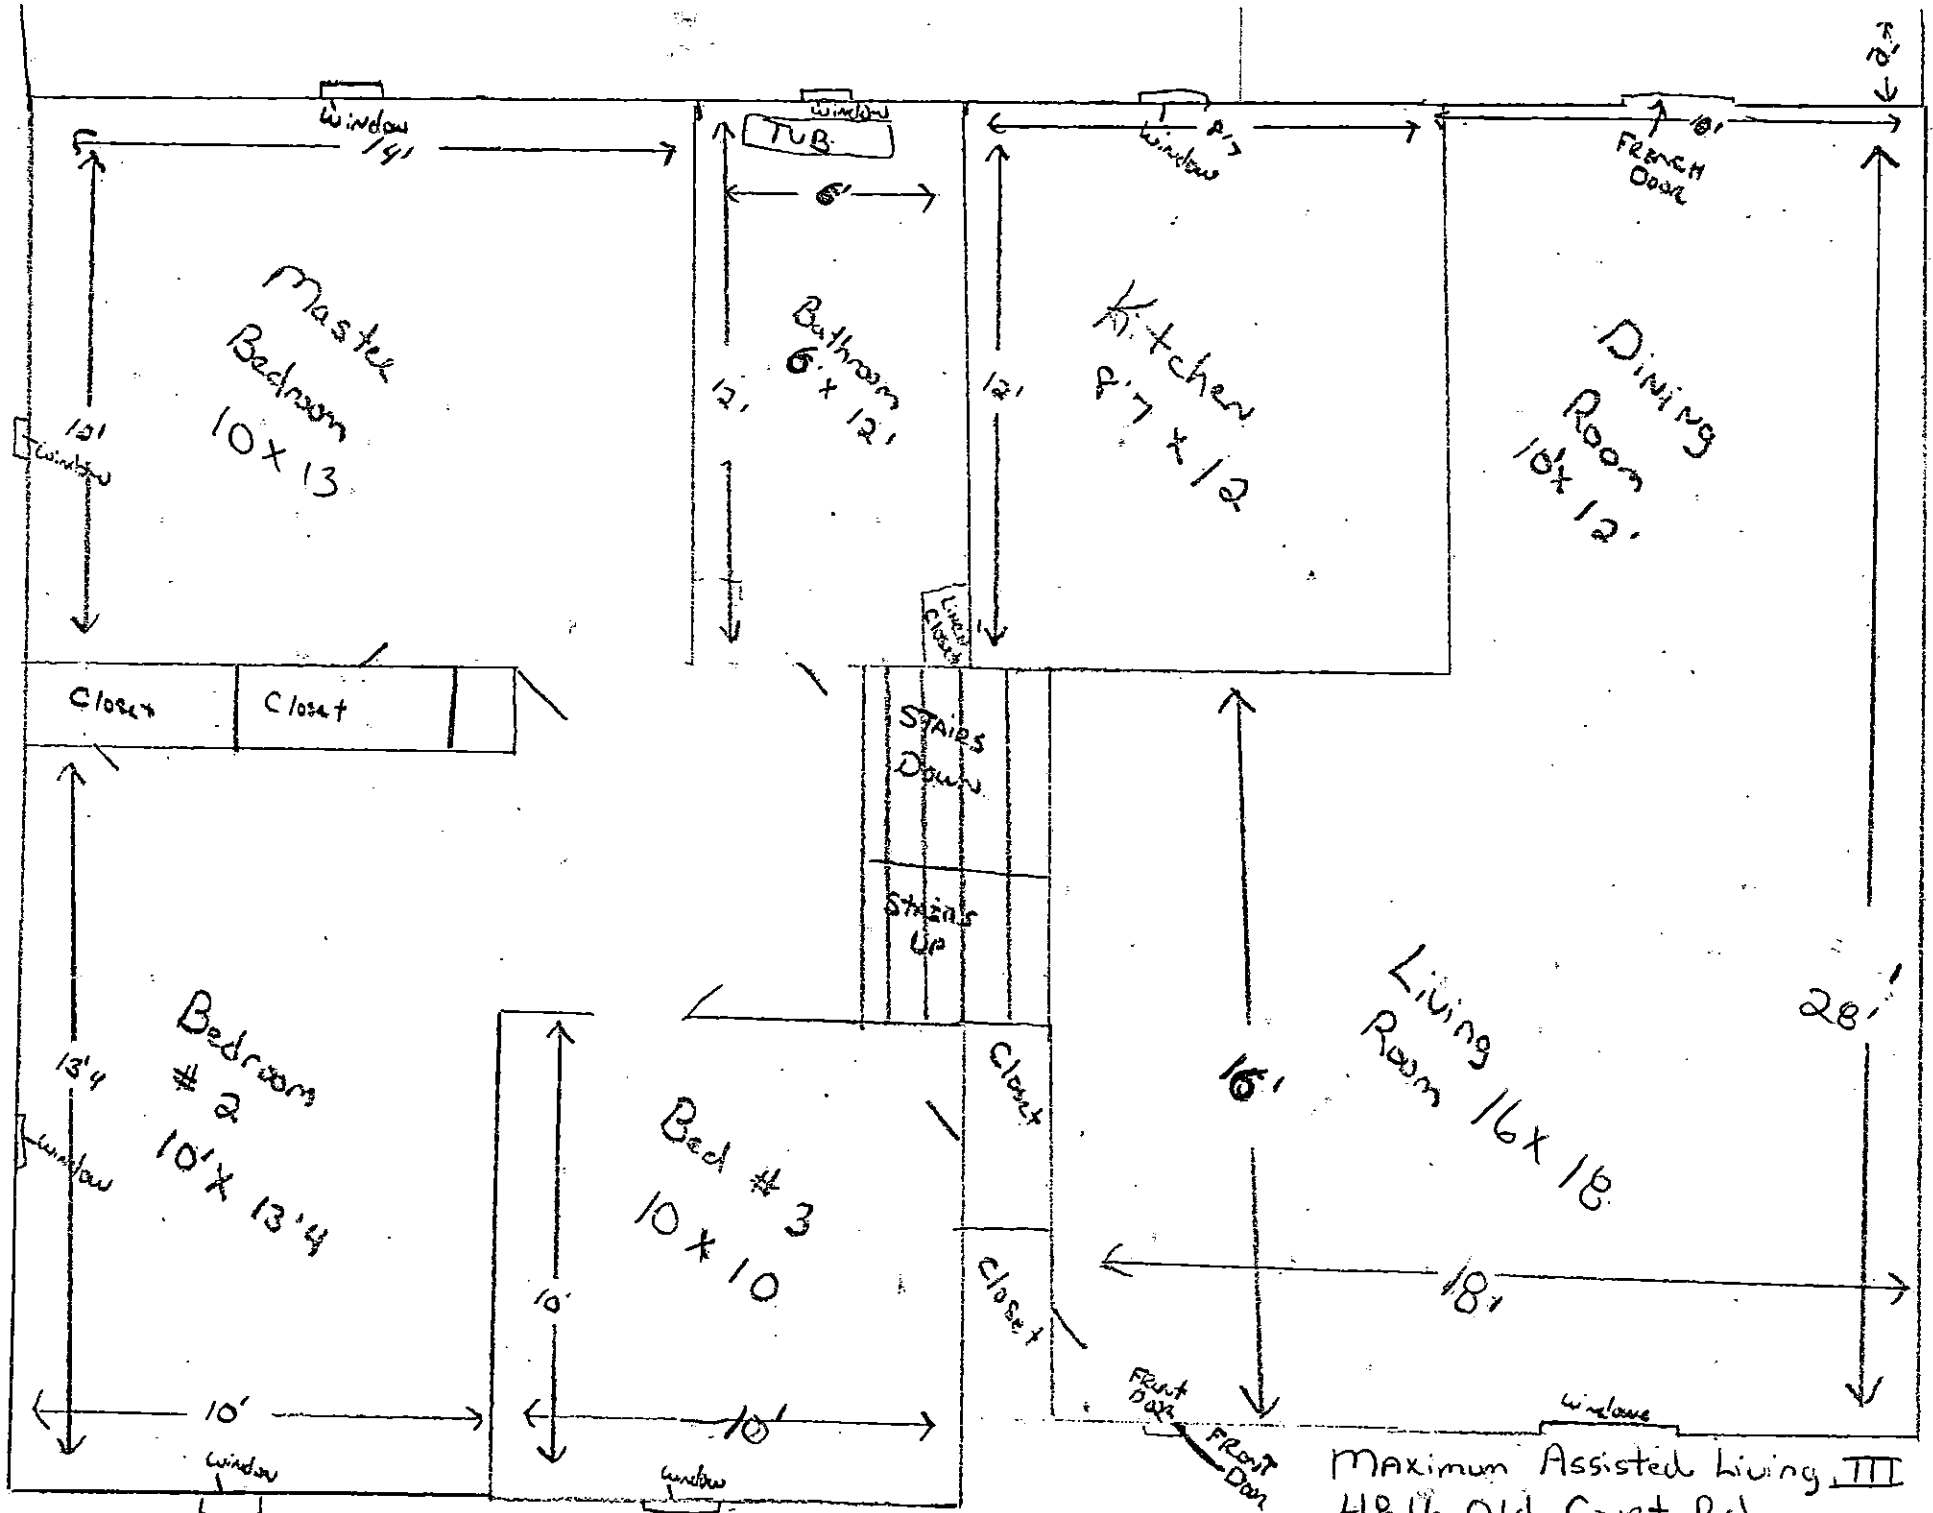 2'
window
14'
window
TUB
6'
8'7
window
10'
FRENCH
DOOR
Master
Bedroom
10 x 13
12'
window
Bathroom
6' x 12'
12'
Kitchen
8'7 x 12
12'
Dining
Room
10' x 12'
Linen
Closet
Closet
Closet
STAIRS
Down
STAIRS
UP
Bedroom
# 2
10' x 13'4
13'4
window
10'
window
Bed # 3
10 x 10
10'
10'
window
Closet
Closet
Living
Room 16 x 18
16'
18'
28'
FRONT
Door
FRONT
Door
windows
Maximum Assisted Living III